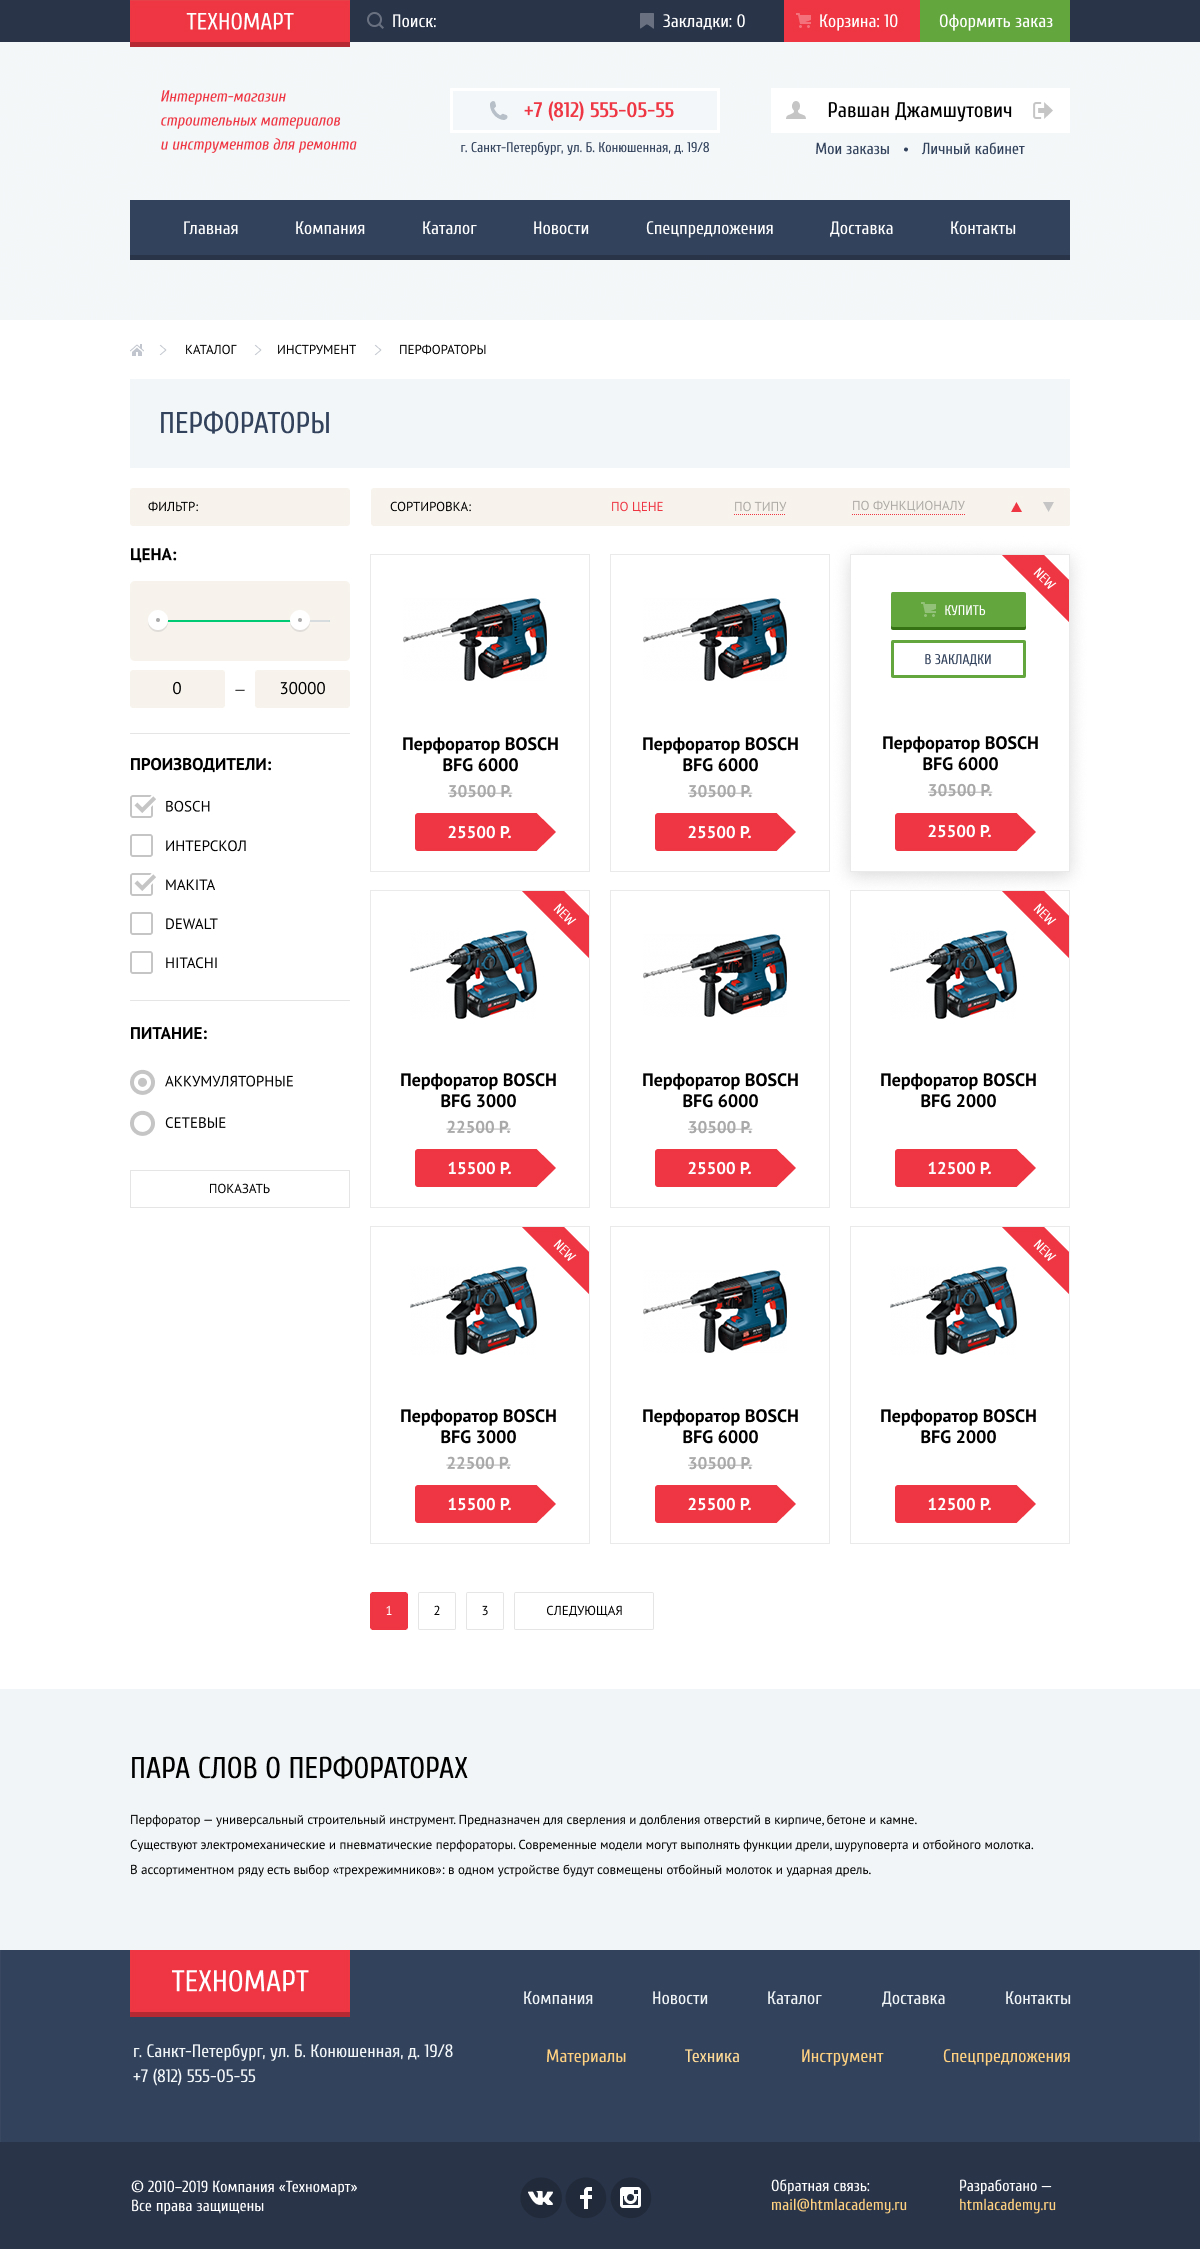 ТЕХНОМАРТ
Поиск:
Закладки: 0
Корзина: 10
Оформить заказ
Интернет-магазин
строительных материалов
и инструментов для ремонта
+7 (812) 555-05-55
г. Санкт-Петербург, ул. Б. Конюшенная, д. 19/8
Равшан Джамшутович
Мои заказы • Личный кабинет
Главная
Компания
Каталог
Новости
Спецпредложения
Доставка
Контакты
КАТАЛОГ
ИНСТРУМЕНТ
ПЕРФОРАТОРЫ
ПЕРФОРАТОРЫ
ФИЛЬТР:
ЦЕНА:
0 – 30000
ПРОИЗВОДИТЕЛИ:
BOSCH
ИНТЕРСКОЛ
MAKITA
DEWALT
HITACHI
ПИТАНИЕ:
АККУМУЛЯТОРНЫЕ
СЕТЕВЫЕ
ПОКАЗАТЬ
СОРТИРОВКА:
ПО ЦЕНЕ
ПО ТИПУ
ПО ФУНКЦИОНАЛУ
Перфоратор BOSCH
BFG 6000
30500 Р.
25500 Р.
Перфоратор BOSCH
BFG 6000
30500 Р.
25500 Р.
NEW
КУПИТЬ
В ЗАКЛАДКИ
Перфоратор BOSCH
BFG 6000
30500 Р.
25500 Р.
NEW
Перфоратор BOSCH
BFG 3000
22500 Р.
15500 Р.
Перфоратор BOSCH
BFG 6000
30500 Р.
25500 Р.
NEW
Перфоратор BOSCH
BFG 2000
12500 Р.
NEW
Перфоратор BOSCH
BFG 3000
22500 Р.
15500 Р.
Перфоратор BOSCH
BFG 6000
30500 Р.
25500 Р.
NEW
Перфоратор BOSCH
BFG 2000
12500 Р.
1
2
3
СЛЕДУЮЩАЯ
ПАРА СЛОВ О ПЕРФОРАТОРАХ
Перфоратор — универсальный строительный инструмент. Предназначен для сверления и долбления отверстий в кирпиче, бетоне и камне.
Существуют электромеханические и пневматические перфораторы. Современные модели могут выполнять функции дрели, шуруповерта и отбойного молотка.
В ассортиментном ряду есть выбор «трехрежимников»: в одном устройстве будут совмещены отбойный молоток и ударная дрель.
ТЕХНОМАРТ
г. Санкт-Петербург, ул. Б. Конюшенная, д. 19/8
+7 (812) 555-05-55
Компания
Новости
Каталог
Доставка
Контакты
Материалы
Техника
Инструмент
Спецпредложения
© 2010–2019 Компания «Техномарт»
Все права защищены
Обратная связь:
mail@htmlacademy.ru
Разработано —
htmlacademy.ru